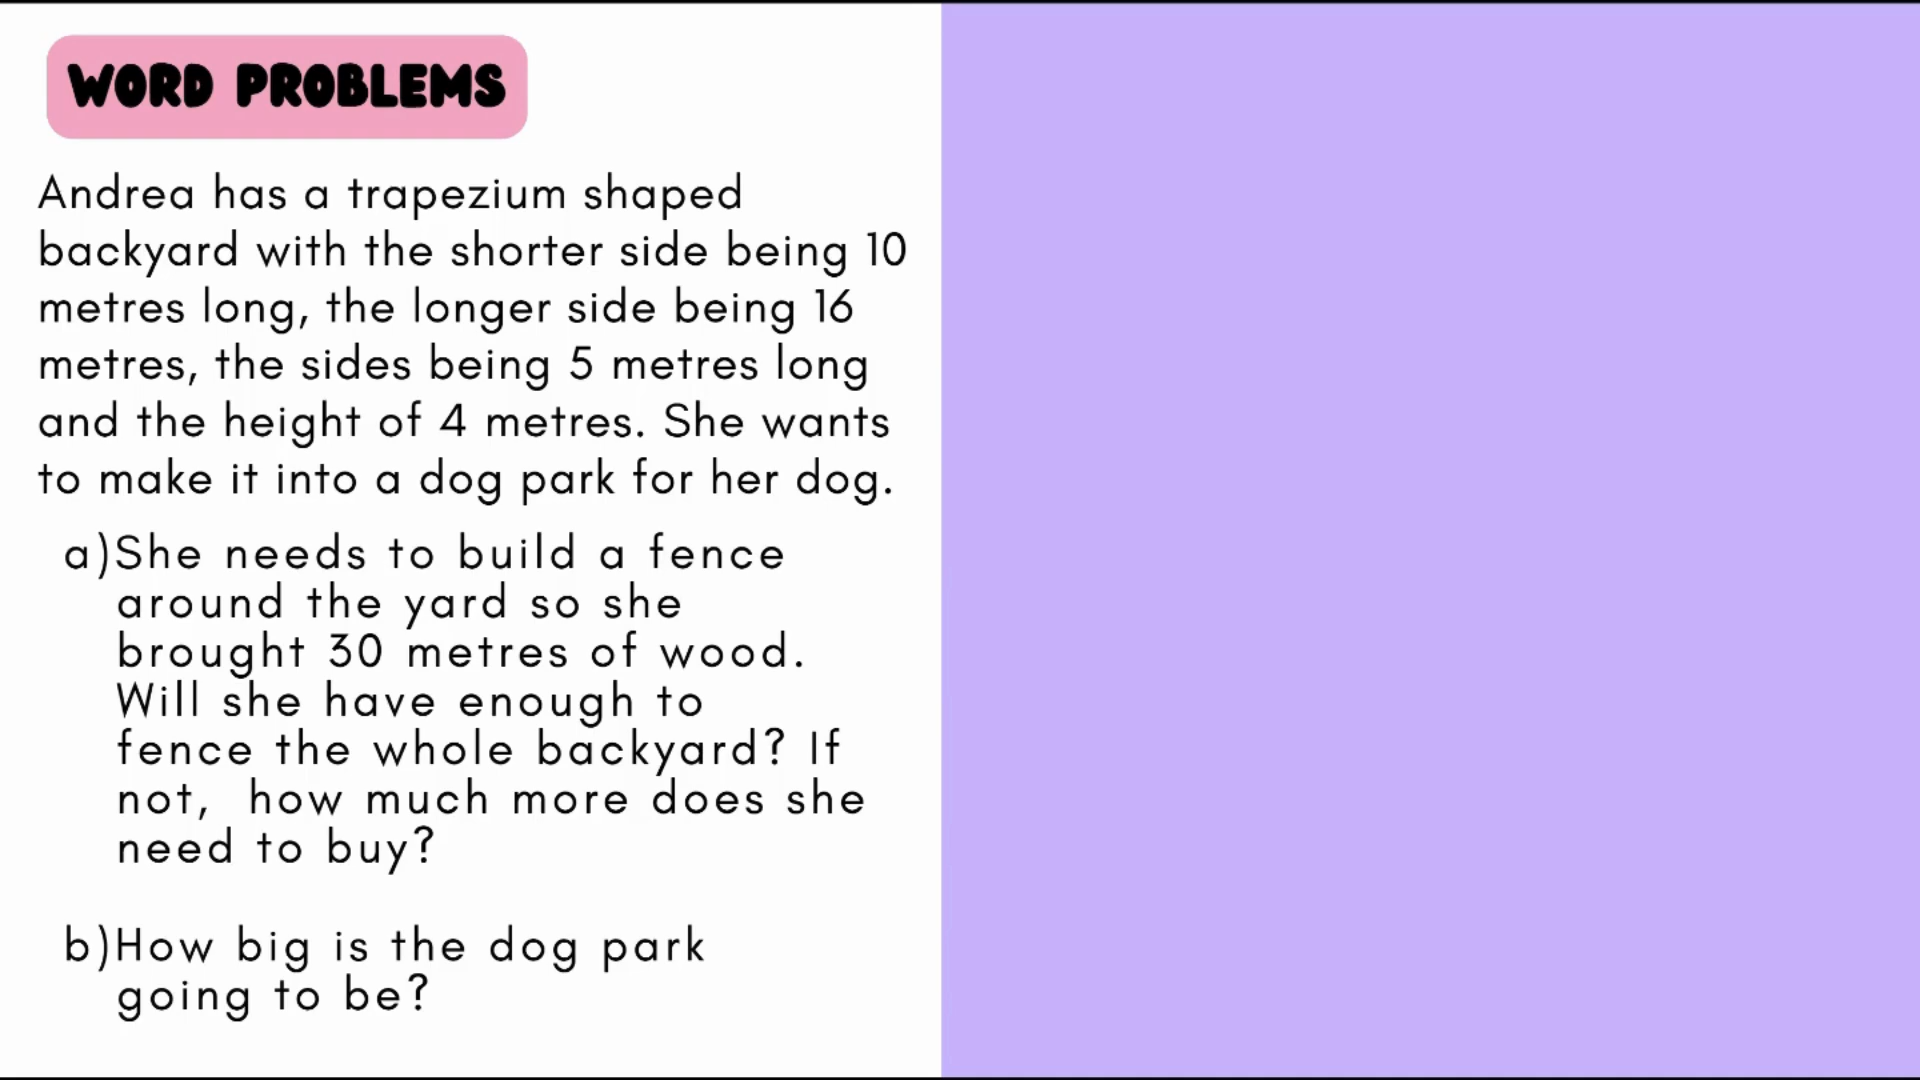 WORD PROBLEMS
Andrea has a trapezium shaped
backyard with the shorter side being 10
metres long, the longer side being 16
metres, the sides being 5 metres long
and the height of 4 metres. She wants
to make it into a dog park for her dog.
a)She needs to build a fence
around the yard so she
brought 30 metres of wood.
Will she have enough to
fence the whole backyard? If
not, how much more does she
need to buy?
b)How big is the dog park
going to be?